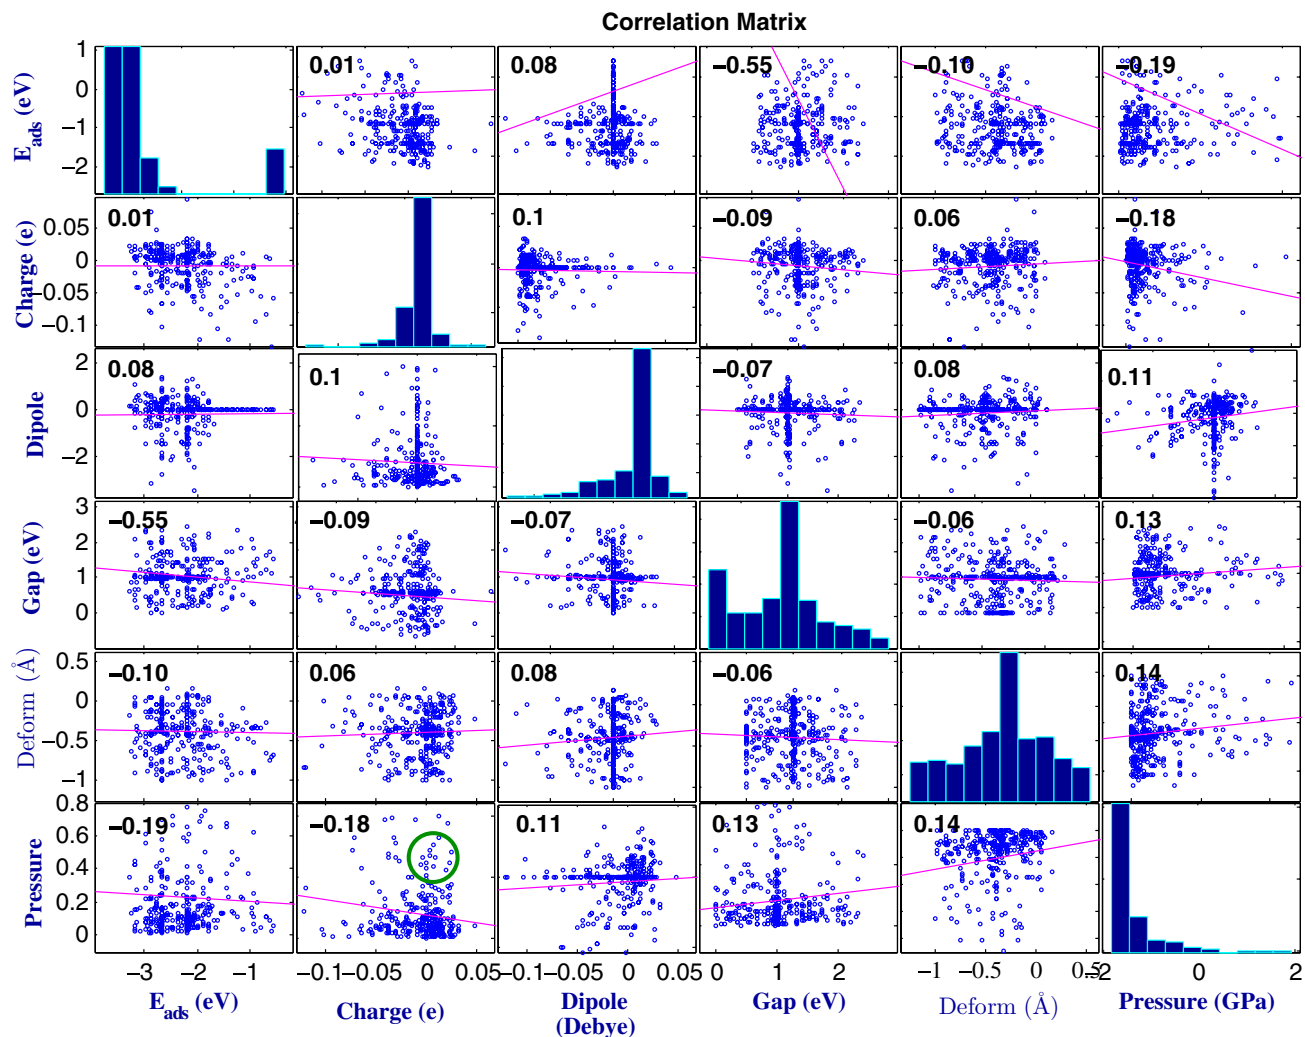 Correlation Matrix
1 0 −1 −2 E_ads (eV) 0.01 0.08 −0.55 −0.10 −0.19
0.05 0 −0.05 −0.1 Charge (e) 0.01 0.1 −0.09 0.06 −0.18
2 0 −2 Dipole 0.08 0.1 −0.07 0.08 0.11
3 2 1 0 Gap (eV) −0.55 −0.09 −0.07 −0.06 0.13
0.5 0 −0.5 −1 Deform (Å) −0.10 0.06 0.08 −0.06 0.14
0.8 0.6 0.4 0.2 0 Pressure −0.19 −0.18 0.11 0.13 0.14
−3 −2 −1 −0.1 −0.05 0 0.05 −0.1 −0.05 0 0.05 0 1 2 −1 −0.5 0 0.5 −2 0 2
E_ads (eV) Charge (e) Dipole Gap (eV) Deform (Å) Pressure (GPa)
(Debye)